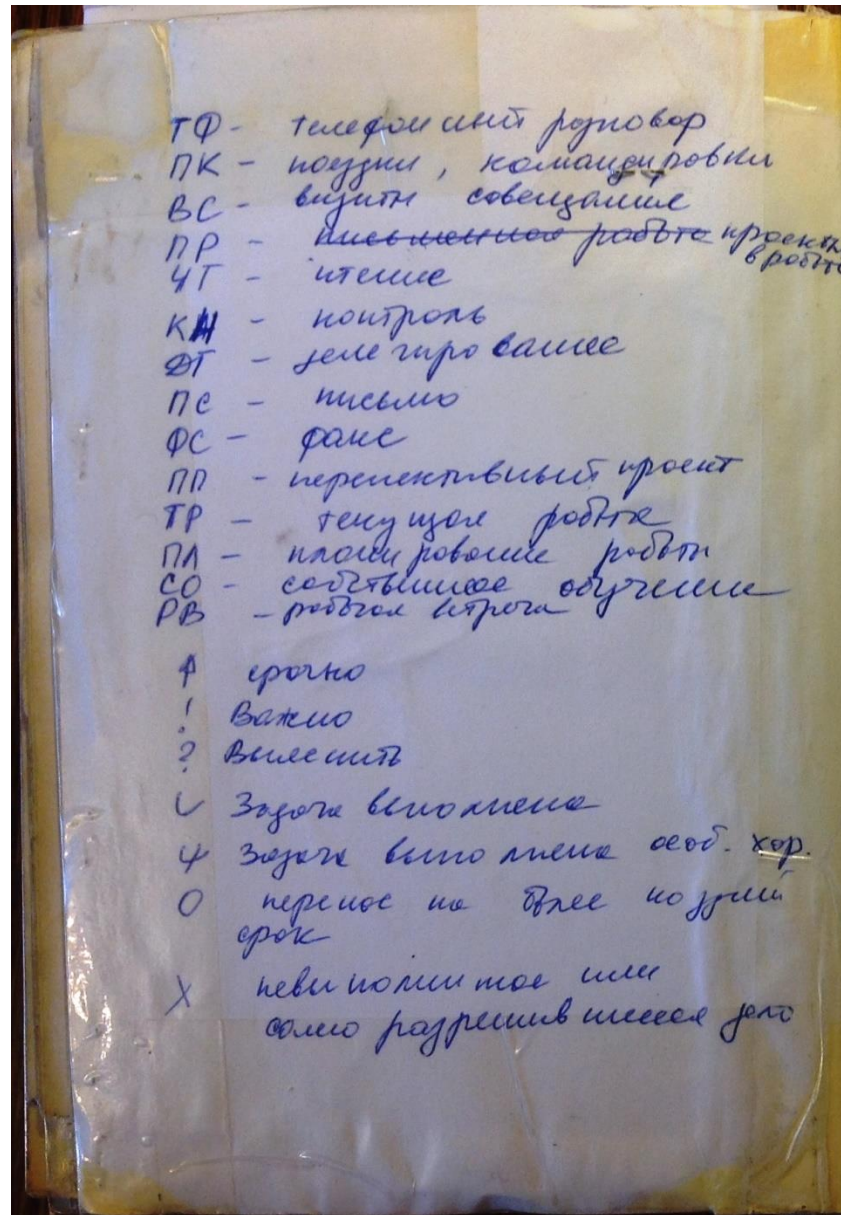 ТФ - телефонный разговор
ПК - поездки, командировки
ВС - визиты совещание
ПР - письменная работа проекты
в работе
ЧТ - чтение
КН - контроль
ДТ - делегирование
ПС - письмо
ФС - факс
ПП - перспективный проект
ТР - текущая работа
ПЛ - планирование работы
СО - собственное обучение
РВ - рабочая встреча
↑ срочно
! Важно
? Выяснить
✓ Задача выполнена
Задача выполнена особ. хор.
О перенос на более поздний
срок
X невыполнимое или
само разрешившееся дело